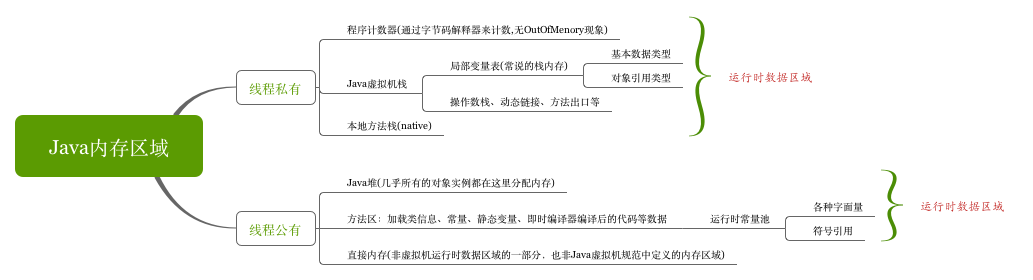 Java内存区域
线程私有
程序计数器(通过字节码解释器来计数,无OutOfMenory现象)
Java虚拟机栈
局部变量表(常说的栈内存)
基本数据类型
对象引用类型
操作数栈、动态链接、方法出口等
本地方法栈(native)
运行时数据区域
线程公有
Java堆(几乎所有的对象实例都在这里分配内存)
方法区：加载类信息、常量、静态变量、即时编译器编译后的代码等数据
运行时常量池
各种字面量
符号引用
直接内存(非虚拟机运行时数据区域的一部分．也非Java虚拟机规范中定义的内存区域)
运行时数据区域